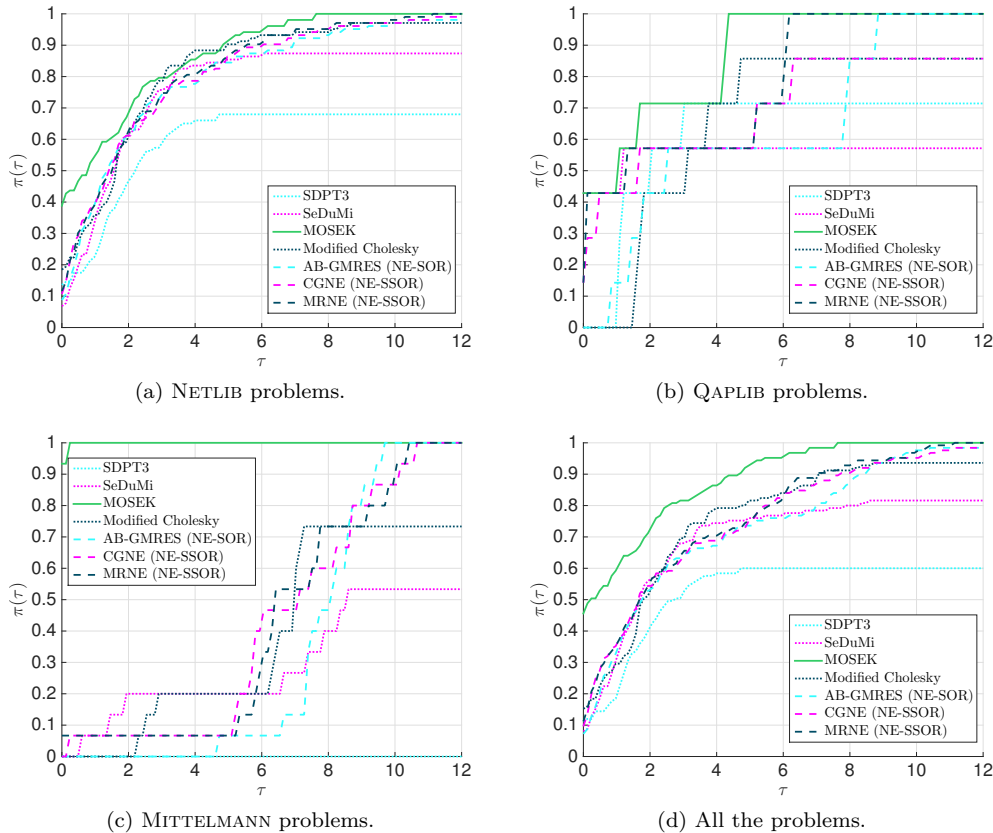 1
0.9
0.8
0.7
0.6
0.5
0.4
0.3
0.2
0.1
0
π(τ)
SDPT3
SeDuMi
MOSEK
Modified Cholesky
AB-GMRES (NE-SOR)
CGNE (NE-SSOR)
MRNE (NE-SSOR)
0 2 4 6 8 10 12
τ
(a) NETLIB problems.
1
0.9
0.8
0.7
0.6
0.5
0.4
0.3
0.2
0.1
0
π(τ)
SDPT3
SeDuMi
MOSEK
Modified Cholesky
AB-GMRES (NE-SOR)
CGNE (NE-SSOR)
MRNE (NE-SSOR)
0 2 4 6 8 10 12
τ
(b) QAPLIB problems.
1
0.9
0.8
0.7
0.6
0.5
0.4
0.3
0.2
0.1
0
π(τ)
SDPT3
SeDuMi
MOSEK
Modified Cholesky
AB-GMRES (NE-SOR)
CGNE (NE-SSOR)
MRNE (NE-SSOR)
0 2 4 6 8 10 12
τ
(c) MITTELMANN problems.
1
0.9
0.8
0.7
0.6
0.5
0.4
0.3
0.2
0.1
0
π(τ)
SDPT3
SeDuMi
MOSEK
Modified Cholesky
AB-GMRES (NE-SOR)
CGNE (NE-SSOR)
MRNE (NE-SSOR)
0 2 4 6 8 10 12
τ
(d) All the problems.